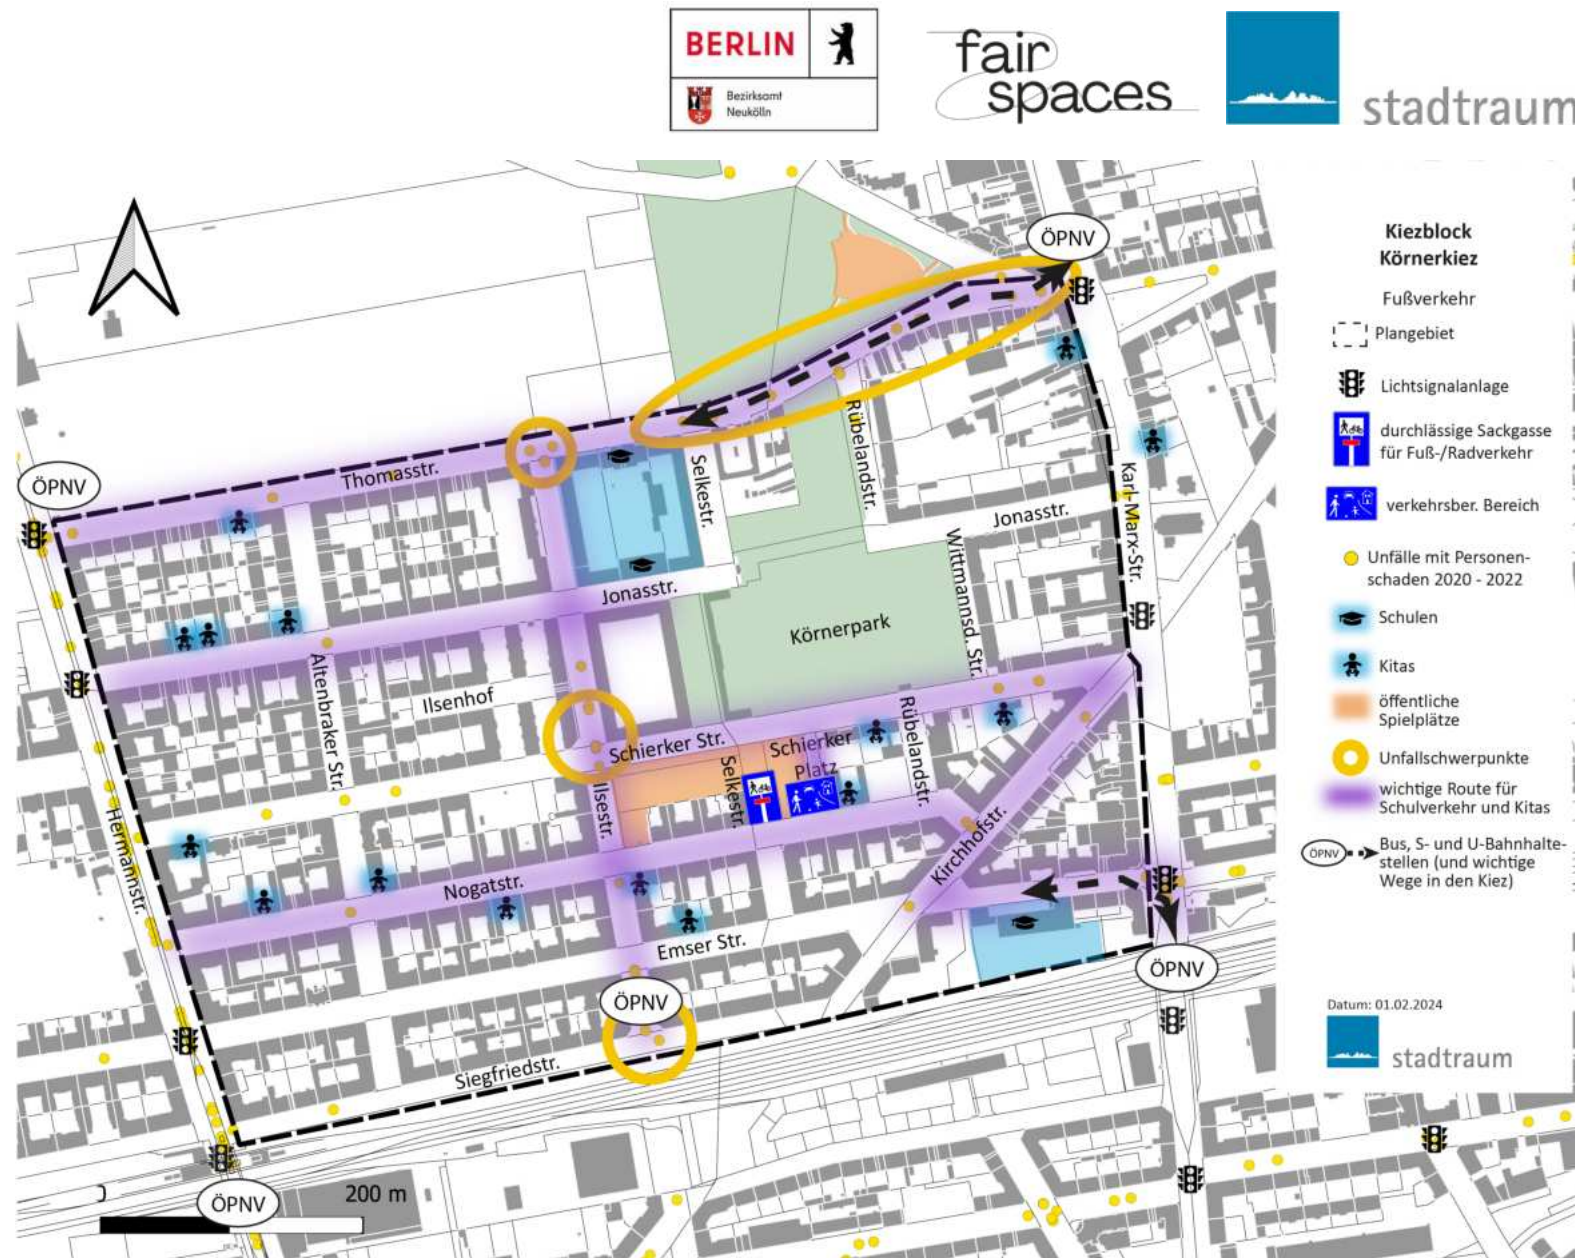 BERLIN
Bezirksamt
Neukölln
fair
spaces
stadtraum
ÖPNV
ÖPNV
Thomasstr.
Selkestr.
Rübelandstr.
Karl-Marx-Str.
Jonasstr.
Wittmannsd. Str.
Jonasstr.
Körnerpark
Altenbraker Str.
Ilsenhof
Schierker Str.
Schierker
Platz
Rübelandstr.
Selkestr.
Ilsestr.
Hermannstr.
Nogatstr.
Kirchhofstr.
Emser Str.
ÖPNV
ÖPNV
Siegfriedstr.
ÖPNV
200 m
Kiezblock
Körnerkiez
Fußverkehr
Plangebiet
Lichtsignalanlage
durchlässige Sackgasse
für Fuß-/Radverkehr
verkehrsber. Bereich
Unfälle mit Personen-
schaden 2020 - 2022
Schulen
Kitas
öffentliche
Spielplätze
Unfallschwerpunkte
wichtige Route für
Schulverkehr und Kitas
ÖPNV
Bus, S- und U-Bahnhalte-
stellen (und wichtige
Wege in den Kiez)
Datum: 01.02.2024
stadtraum